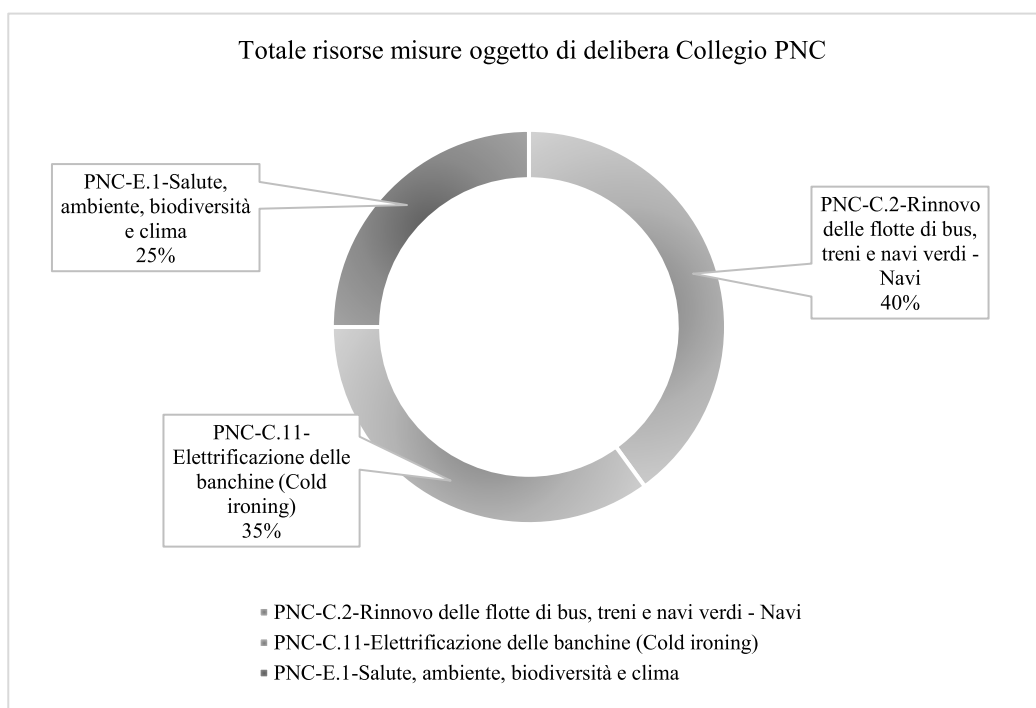 Totale risorse misure oggetto di delibera Collegio PNC
PNC-E.1-Salute,
ambiente, biodiversità
e clima
25%
PNC-C.2-Rinnovo
delle flotte di bus,
treni e navi verdi -
Navi
40%
PNC-C.11-
Elettrificazione delle
banchine (Cold
ironing)
35%
PNC-C.2-Rinnovo delle flotte di bus, treni e navi verdi - Navi
PNC-C.11-Elettrificazione delle banchine (Cold ironing)
PNC-E.1-Salute, ambiente, biodiversità e clima